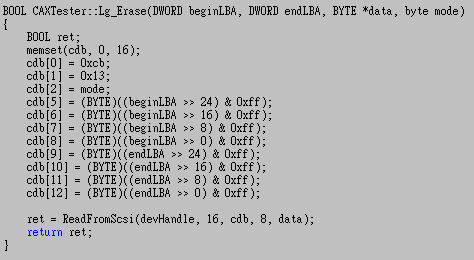 BOOL CAXTester::Lg_Erase(DWORD beginLBA, DWORD endLBA, BYTE *data, byte mode)
{
BOOL ret;
memset(cdb, 0, 16);
cdb[0] = 0xcb;
cdb[1] = 0x13;
cdb[2] = mode;
cdb[5] = (BYTE)((beginLBA >> 24) & 0xff);
cdb[6] = (BYTE)((beginLBA >> 16) & 0xff);
cdb[7] = (BYTE)((beginLBA >> 8) & 0xff);
cdb[8] = (BYTE)((beginLBA >> 0) & 0xff);
cdb[9] = (BYTE)((endLBA >> 24) & 0xff);
cdb[10] = (BYTE)((endLBA >> 16) & 0xff);
cdb[11] = (BYTE)((endLBA >> 8) & 0xff);
cdb[12] = (BYTE)((endLBA >> 0) & 0xff);
ret = ReadFromScsi(devHandle, 16, cdb, 8, data);
return ret;
}